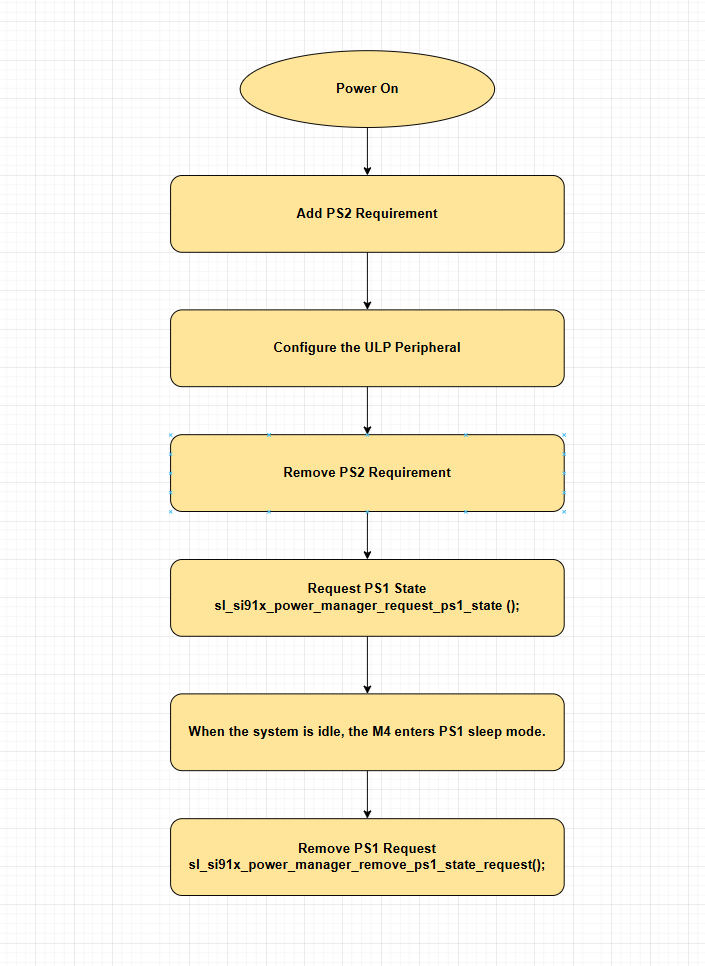 Power On
Add PS2 Requirement
Configure the ULP Peripheral
Remove PS2 Requirement
Request PS1 State
sl_si91x_power_manager_request_ps1_state ();
When the system is idle, the M4 enters PS1 sleep mode.
Remove PS1 Request
sl_si91x_power_manager_remove_ps1_state_request();